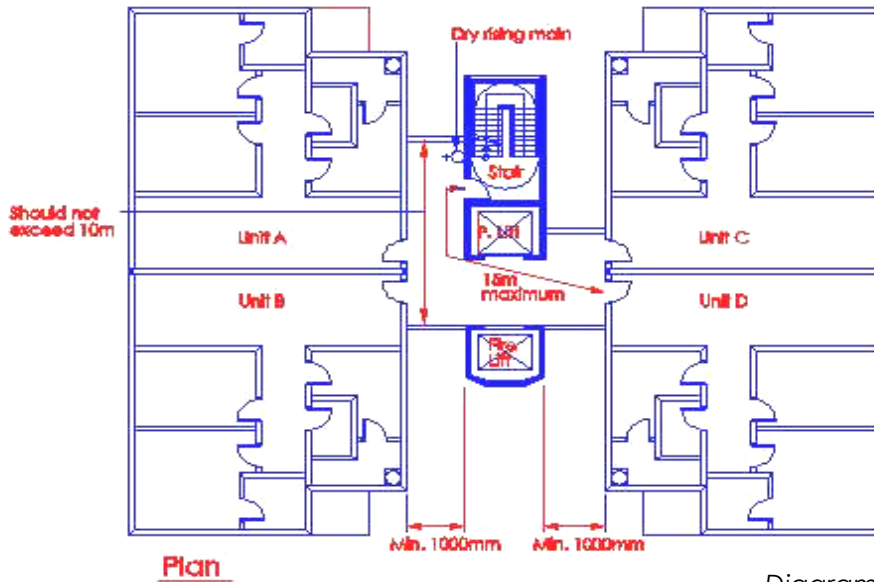 Dry rising main
Stair
Should not
exceed 10m
Unit A
P. Lift
Unit C
15m
maximum
Unit B
Unit D
Fire
Lift
Min. 1000mm
Min. 1000mm
Plan
Diagram